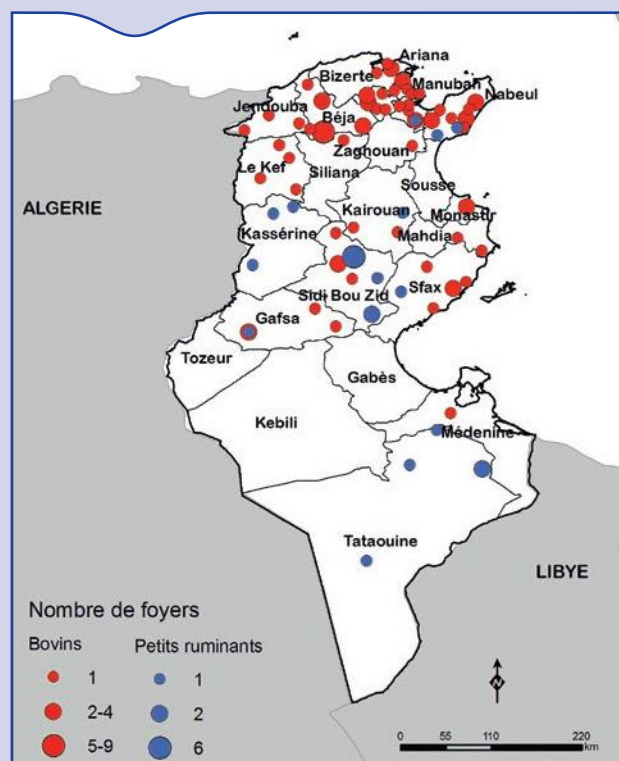 Ariana
Bizerte
Manubah
Nabeul
Jendouba
Béja
Zaghouan
Le Kef
Siliana
Sousse
ALGERIE
Kairouan
Monastir
Kassérine
Mahdia
Sidi Bou Zid
Sfax
Gafsa
Tozeur
Gabès
Kebili
Médenine
Tataouine
LIBYE
Nombre de foyers
Bovins Petits ruminants
1 1
2-4 2
5-9 6
N
0 55 110 220
km